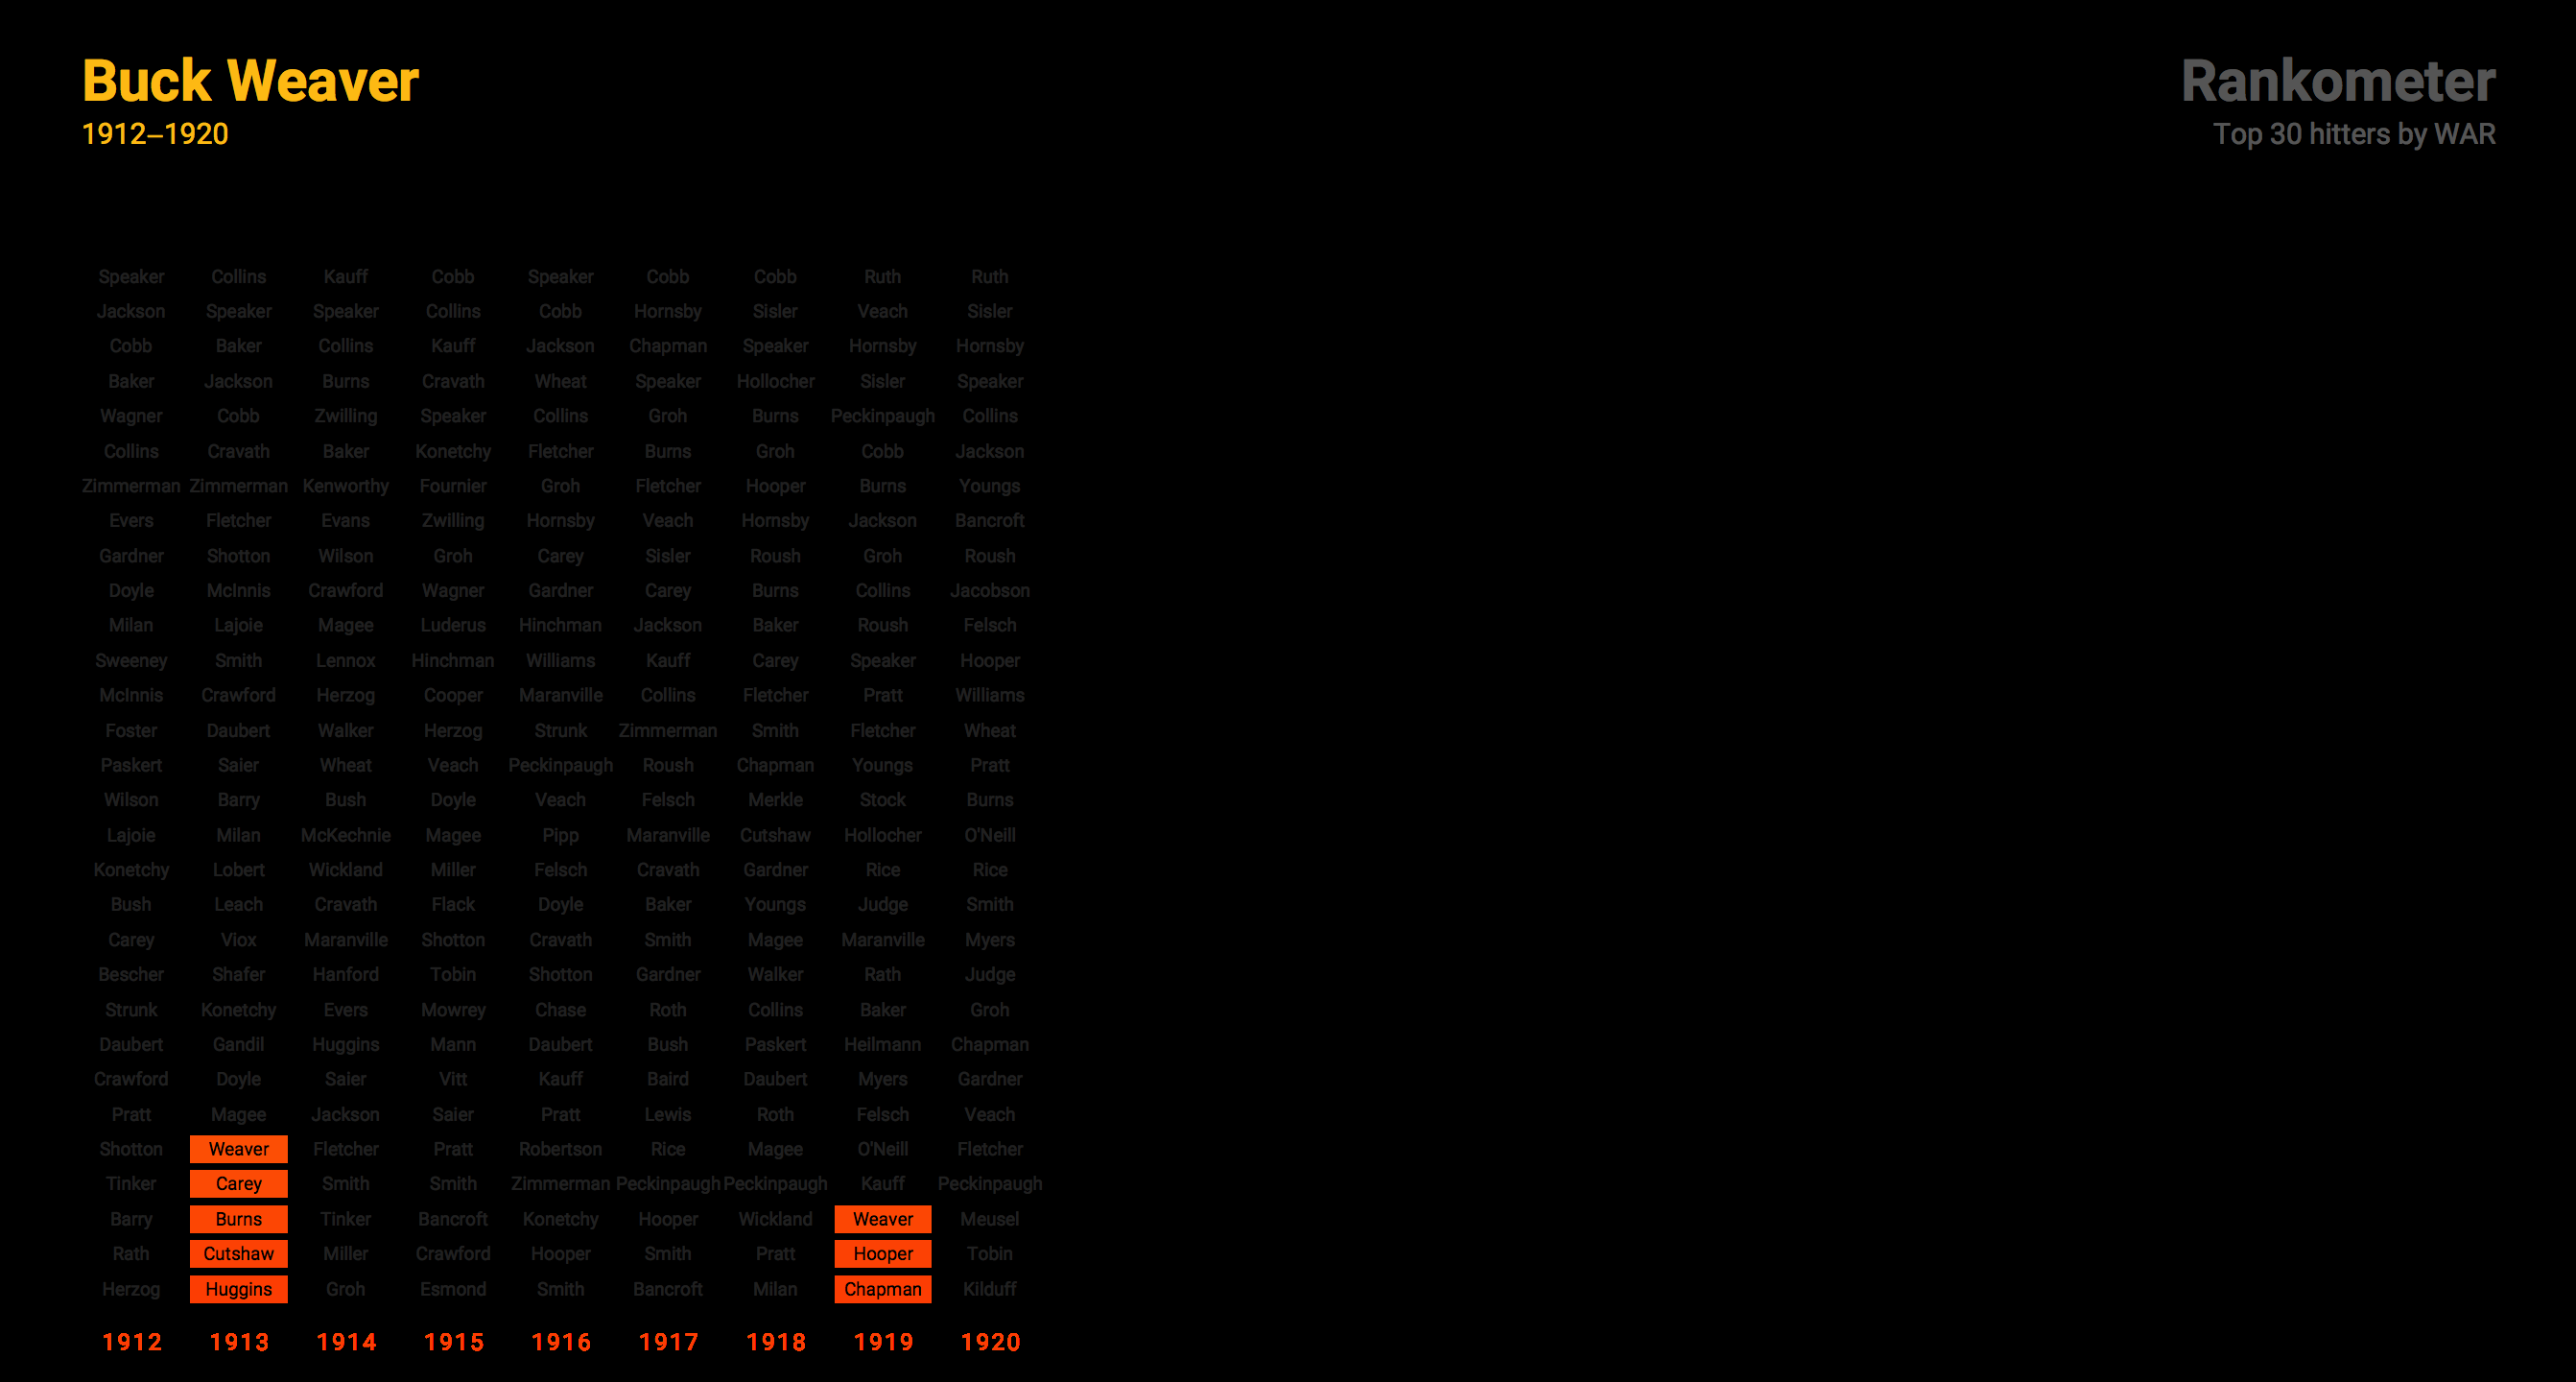 Buck Weaver
1912–1920
Rankometer
Top 30 hitters by WAR
Speaker Collins Kauff Cobb Speaker Cobb Cobb Ruth Ruth
Jackson Speaker Speaker Collins Cobb Hornsby Sisler Veach Sisler
Cobb Baker Collins Kauff Jackson Chapman Speaker Hornsby Hornsby
Baker Jackson Burns Cravath Wheat Speaker Hollocher Sisler Speaker
Wagner Cobb Zwilling Speaker Collins Groh Burns Peckinpaugh Collins
Collins Cravath Baker Konetchy Fletcher Burns Groh Cobb Jackson
Zimmerman Zimmerman Kenworthy Fournier Groh Fletcher Hooper Burns Youngs
Evers Fletcher Evans Zwilling Hornsby Veach Hornsby Jackson Bancroft
Gardner Shotton Wilson Groh Carey Sisler Roush Groh Roush
Doyle McInnis Crawford Wagner Gardner Carey Burns Collins Jacobson
Milan Lajoie Magee Luderus Hinchman Jackson Baker Roush Felsch
Sweeney Smith Lennox Hinchman Williams Kauff Carey Speaker Hooper
McInnis Crawford Herzog Cooper Maranville Collins Fletcher Pratt Williams
Foster Daubert Walker Herzog Strunk Zimmerman Smith Fletcher Wheat
Paskert Saier Wheat Veach Peckinpaugh Roush Chapman Youngs Pratt
Wilson Barry Bush Doyle Veach Felsch Merkle Stock Burns
Lajoie Milan McKechnie Magee Pipp Maranville Cutshaw Hollocher O'Neill
Konetchy Lobert Wickland Miller Felsch Cravath Gardner Rice Rice
Bush Leach Cravath Flack Doyle Baker Youngs Judge Smith
Carey Viox Maranville Shotton Cravath Smith Magee Maranville Myers
Bescher Shafer Hanford Tobin Shotton Gardner Walker Rath Judge
Strunk Konetchy Evers Mowrey Chase Roth Collins Baker Groh
Daubert Gandil Huggins Mann Daubert Bush Paskert Heilmann Chapman
Crawford Doyle Saier Vitt Kauff Baird Daubert Myers Gardner
Pratt Magee Jackson Saier Pratt Lewis Roth Felsch Veach
Shotton Weaver Fletcher Pratt Robertson Rice Magee O'Neill Fletcher
Tinker Carey Smith Smith Zimmerman Peckinpaugh Peckinpaugh Kauff Peckinpaugh
Barry Burns Tinker Bancroft Konetchy Hooper Wickland Weaver Meusel
Rath Cutshaw Miller Crawford Hooper Smith Pratt Hooper Tobin
Herzog Huggins Groh Esmond Smith Bancroft Milan Chapman Kilduff
1912 1913 1914 1915 1916 1917 1918 1919 1920